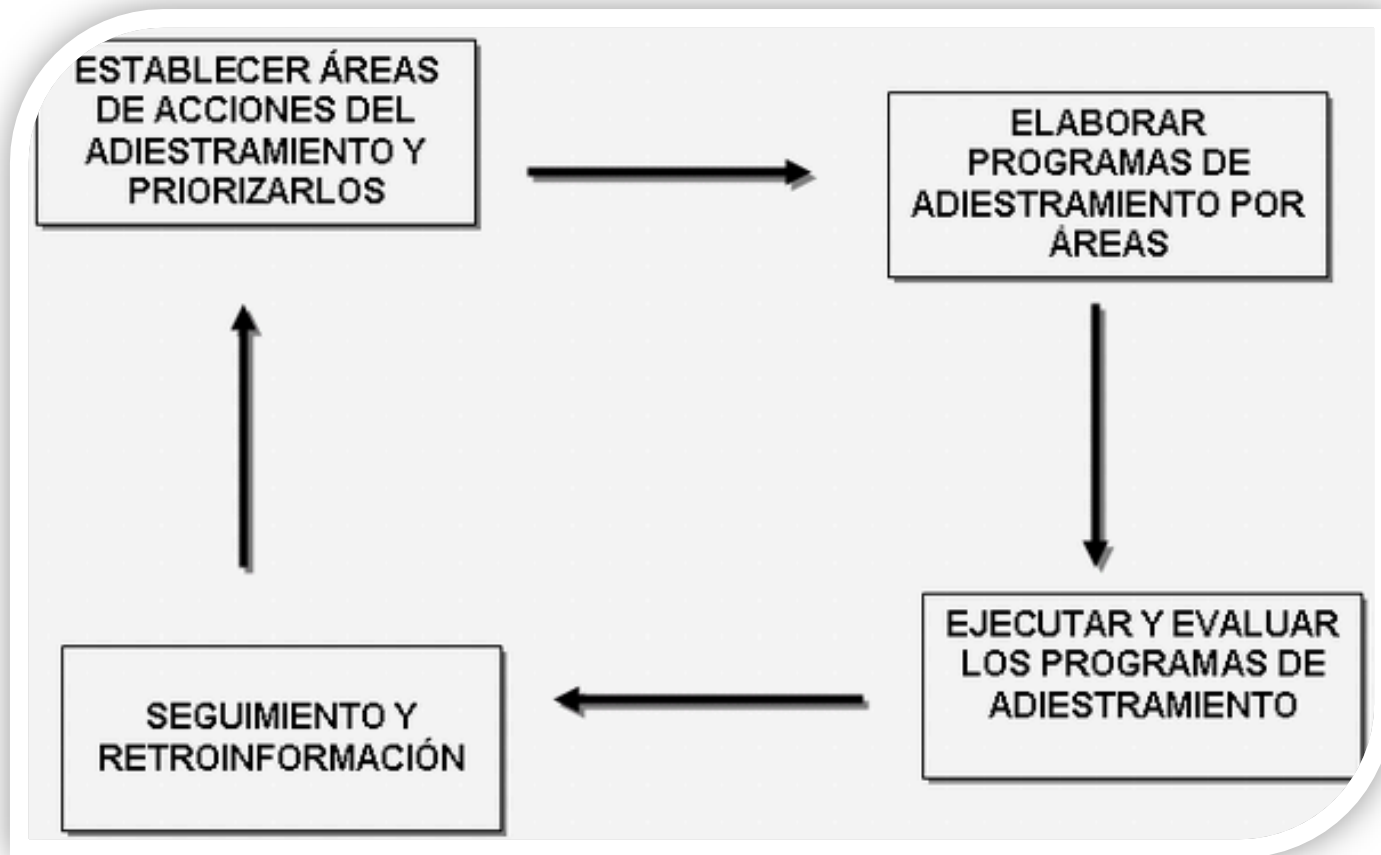 ESTABLECER ÁREAS
DE ACCIONES DEL
ADIESTRAMIENTO Y
PRIORIZARLOS
ELABORAR
PROGRAMAS DE
ADIESTRAMIENTO POR
ÁREAS
EJECUTAR Y EVALUAR
LOS PROGRAMAS DE
ADIESTRAMIENTO
SEGUIMIENTO Y
RETROINFORMACIÓN